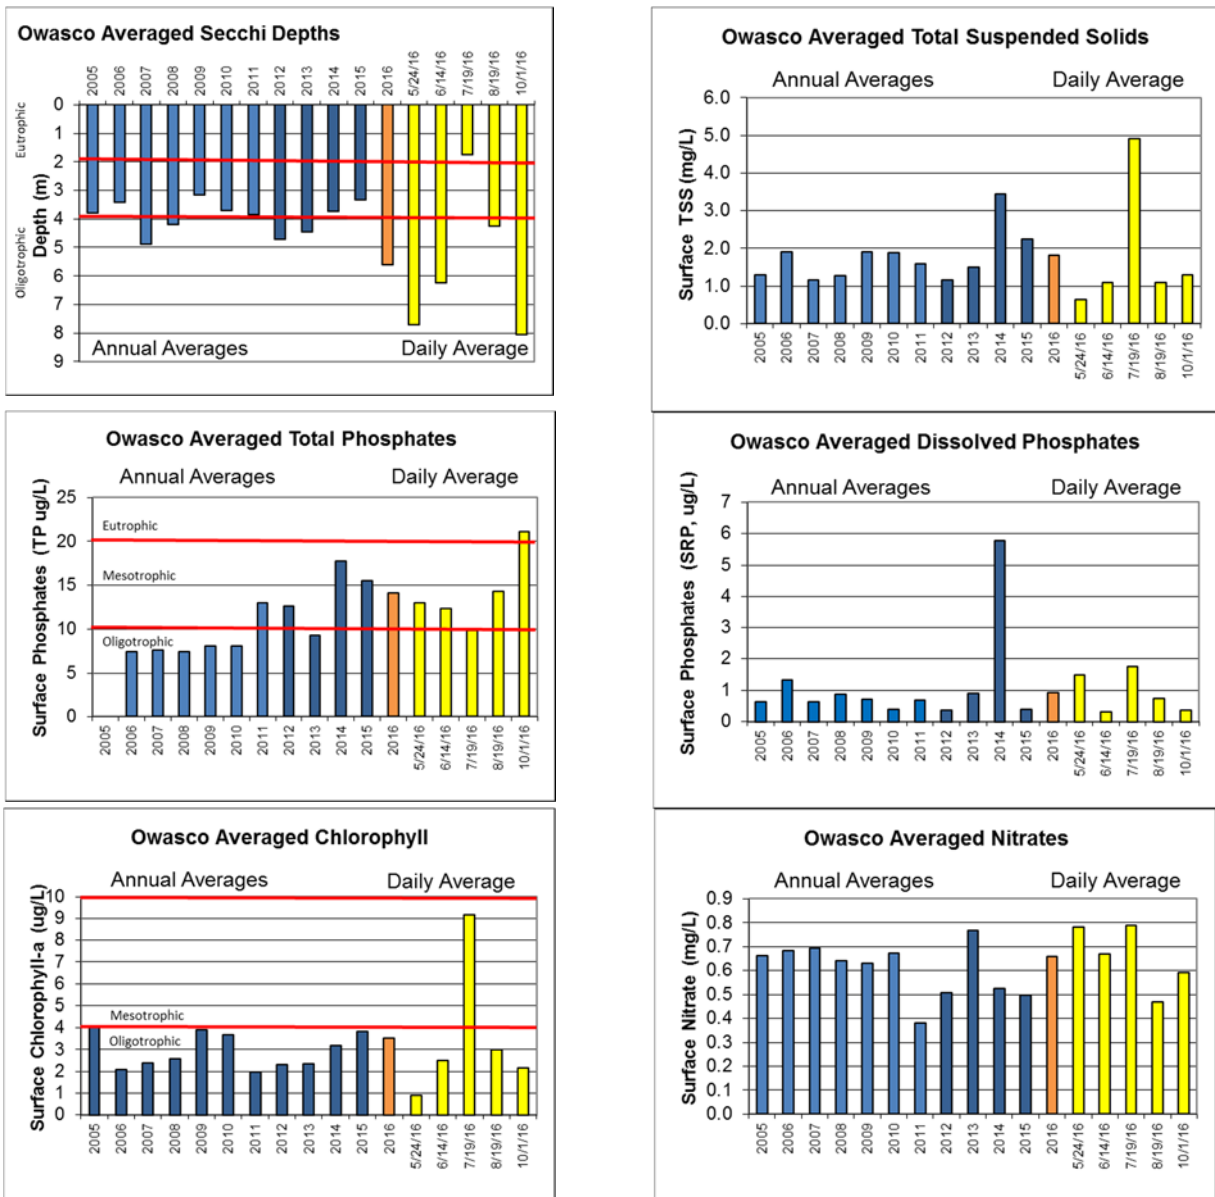 Owasco Averaged Secchi Depths
2005 2006 2007 2008 2009 2010 2011 2012 2013 2014 2015 2016 5/24/16 6/14/16 7/19/16 8/19/16 10/1/16
0
1
2
3
4
5
6
7
8
9
Eutrophic
Oligotrophic
Depth (m)
Annual Averages Daily Average
Owasco Averaged Total Suspended Solids
Annual Averages Daily Average
6.0
5.0
4.0
3.0
2.0
1.0
0.0
Surface TSS (mg/L)
2005 2006 2007 2008 2009 2010 2011 2012 2013 2014 2015 2016 5/24/16 6/14/16 7/19/16 8/19/16 10/1/16
Owasco Averaged Total Phosphates
Annual Averages Daily Average
25
20
15
10
5
0
Surface Phosphates (TP ug/L)
Eutrophic
Mesotrophic
Oligotrophic
2005 2006 2007 2008 2009 2010 2011 2012 2013 2014 2015 2016 5/24/16 6/14/16 7/19/16 8/19/16 10/1/16
Owasco Averaged Dissolved Phosphates
Annual Averages Daily Average
7
6
5
4
3
2
1
0
Surface Phosphates (SRP, ug/L)
2005 2006 2007 2008 2009 2010 2011 2012 2013 2014 2015 2016 5/24/16 6/14/16 7/19/16 8/19/16 10/1/16
Owasco Averaged Chlorophyll
Annual Averages Daily Average
10
9
8
7
6
5
4
3
2
1
0
Surface Chlorophyll-a (ug/L)
Mesotrophic
Oligotrophic
2005 2006 2007 2008 2009 2010 2011 2012 2013 2014 2015 2016 5/24/16 6/14/16 7/19/16 8/19/16 10/1/16
Owasco Averaged Nitrates
Annual Averages Daily Average
0.9
0.8
0.7
0.6
0.5
0.4
0.3
0.2
0.1
0.0
Surface Nitrate (mg/L)
2005 2006 2007 2008 2009 2010 2011 2012 2013 2014 2015 2016 5/24/16 6/14/16 7/19/16 8/19/16 10/1/16